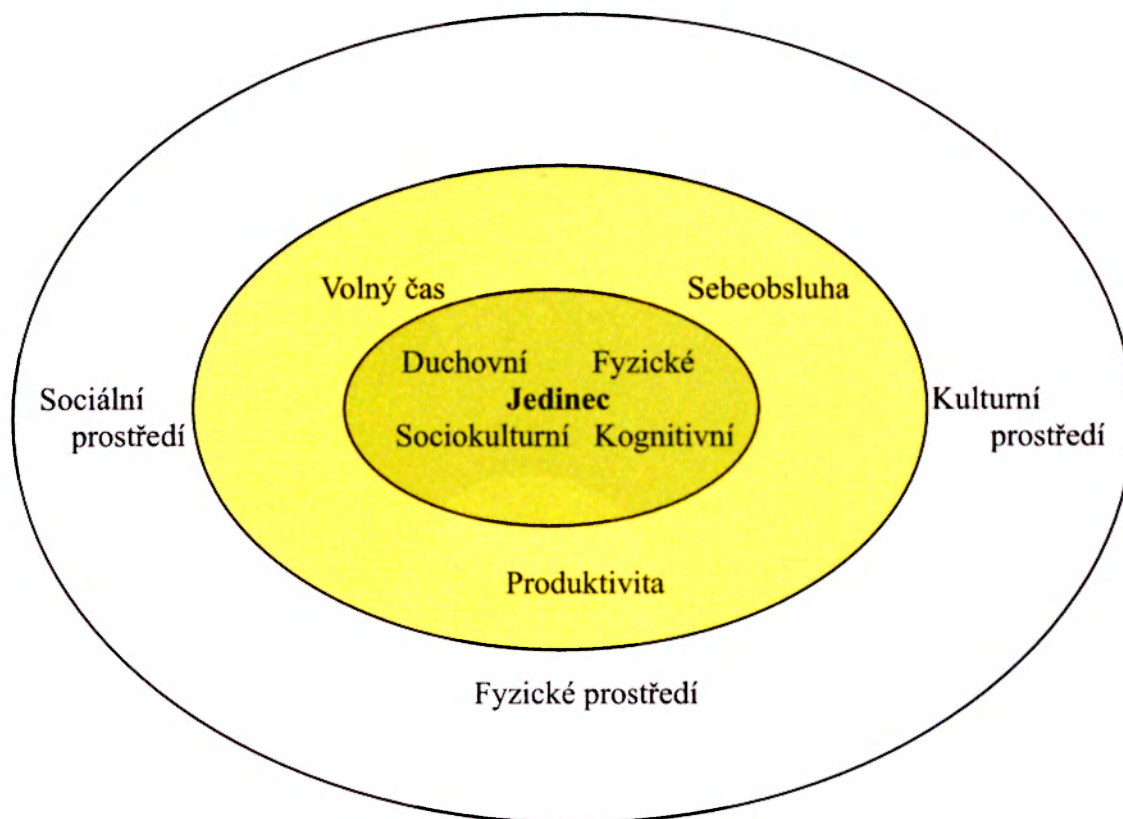 Volný čas
Sebeobsluha
Duchovní
Fyzické
Jedinec
Sociokulturní
Kognitivní
Sociální
prostředí
Kulturní
prostředí
Produktivita
Fyzické prostředí